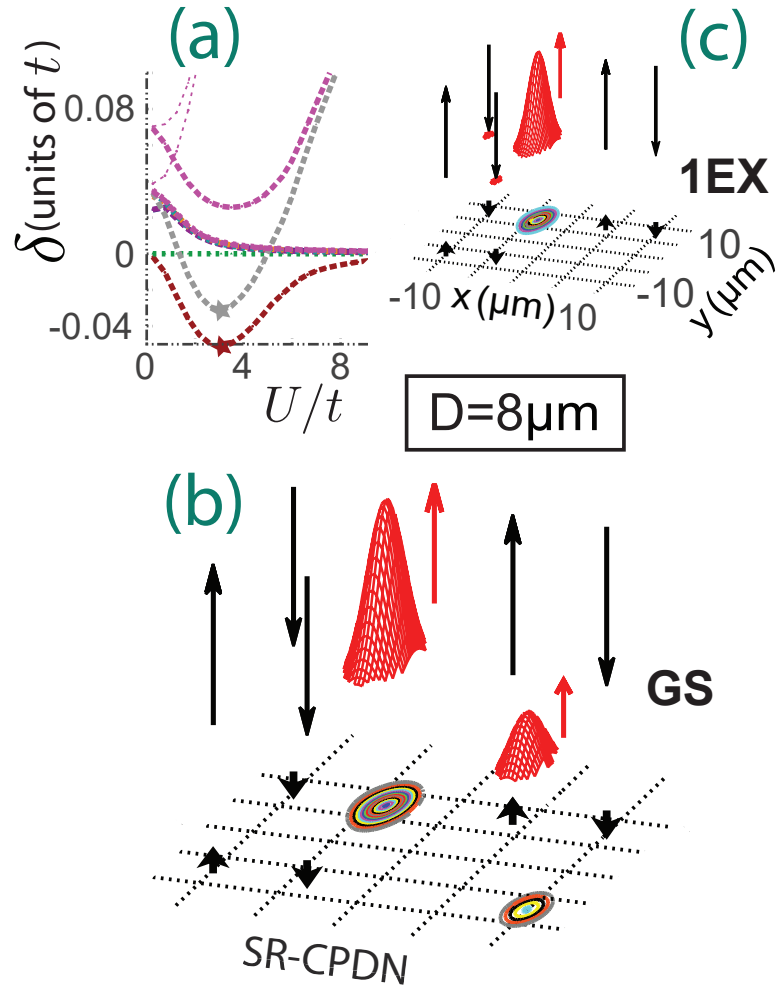 (a)
δ(units of t)
0.08
0
-0.04
0
4
8
U/t
(c)
1EX
-10
x(μm)
10
-10
y(μm)
10
D=8μm
(b)
GS
SR-CPDN